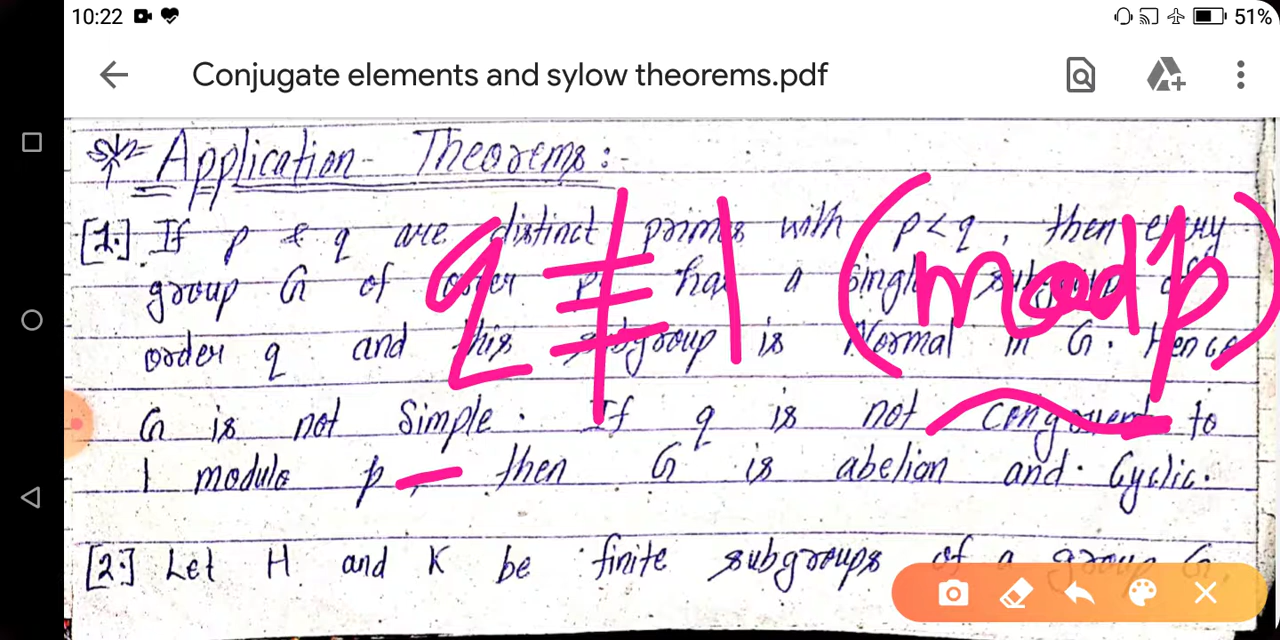 10:22
51%
Conjugate elements and sylow theorems.pdf
Application Theorems:-
[1.] If p & q are distinct primes with p<q, then every
group G of order pq has a single subgroup of
order q and this subgroup is Normal in G. Hence
q ≢ 1 (mod p)
G is not Simple. If q is not congruent to
1 modulo p, then G is abelian and Cyclic.
[2.] Let H and K be finite subgroups of a group G.